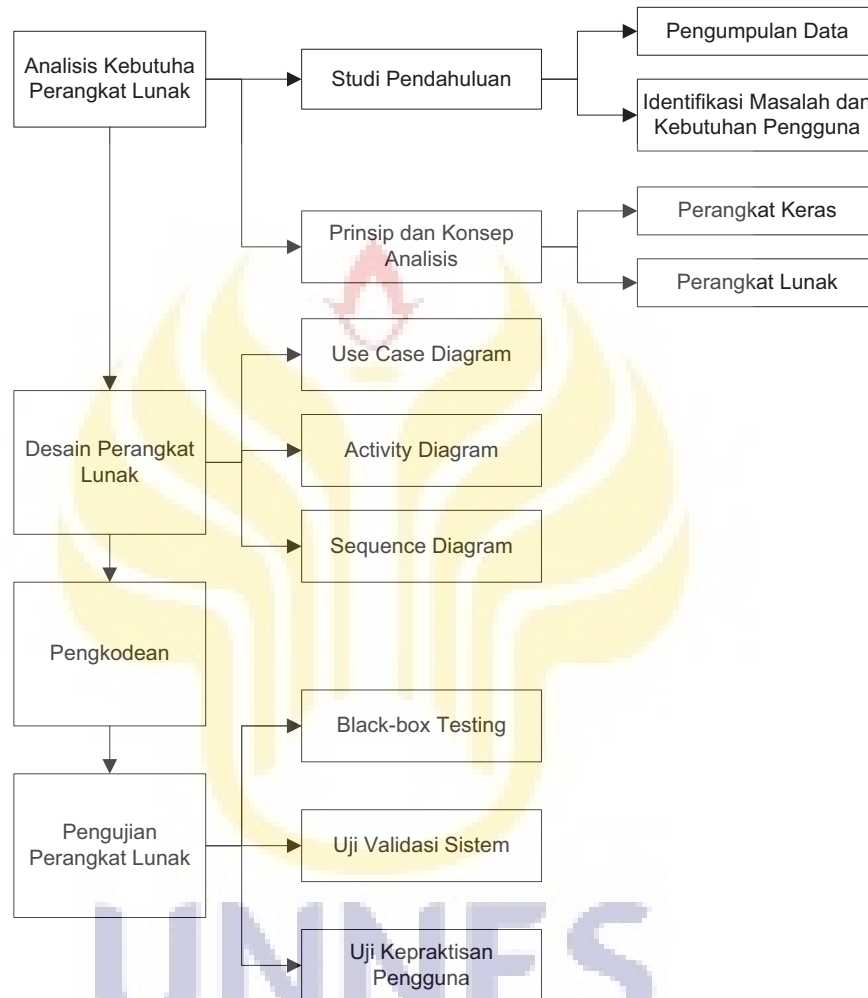 Analisis Kebutuha
Perangkat Lunak
Studi Pendahuluan
Pengumpulan Data
Identifikasi Masalah dan
Kebutuhan Pengguna
Prinsip dan Konsep
Analisis
Perangkat Keras
Perangkat Lunak
Desain Perangkat
Lunak
Use Case Diagram
Activity Diagram
Sequence Diagram
Pengkodean
Pengujian
Perangkat Lunak
Black-box Testing
Uji Validasi Sistem
Uji Kepraktisan
Pengguna
UNNES